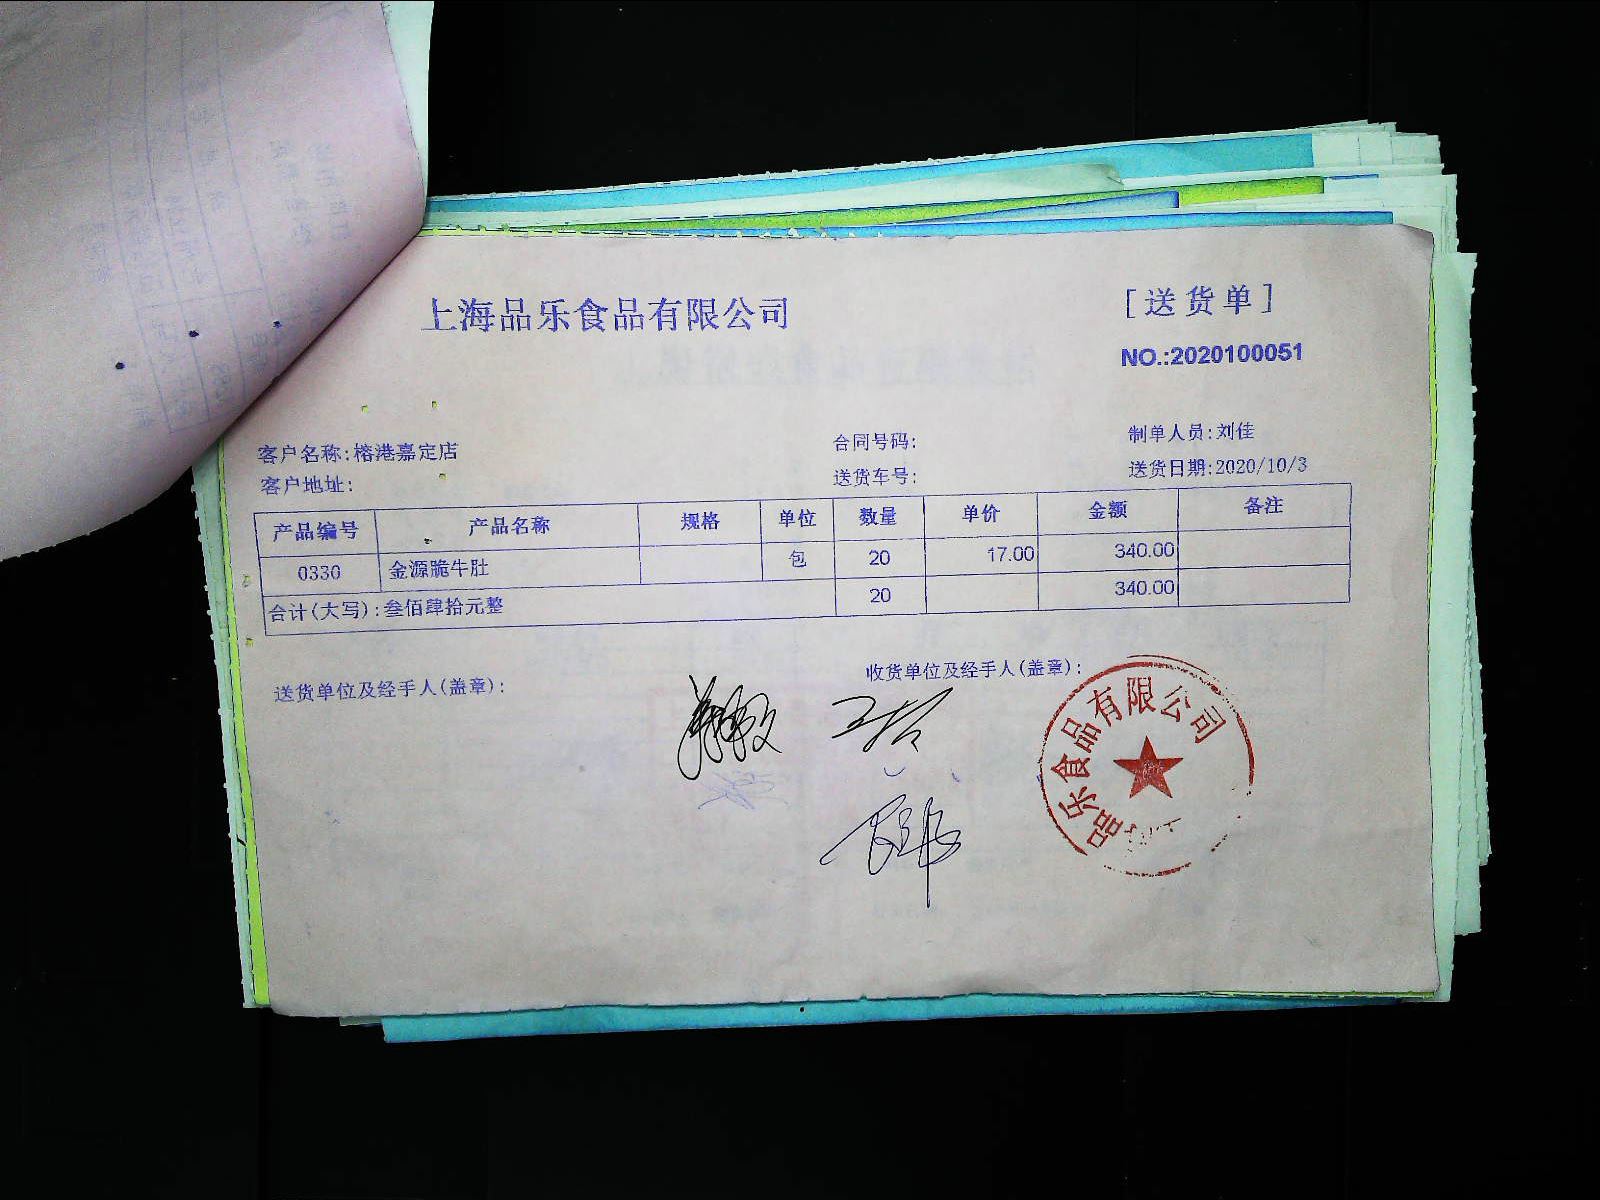 上海品乐食品有限公司
[送货单]
NO.:2020100051
客户名称:榕港嘉定店
合同号码:
制单人员:刘佳
客户地址:
送货车号:
送货日期:2020/10/3
产品编号 产品名称 规格 单位 数量 单价 金额 备注
0330 金源脆牛肚 包 20 17.00 340.00
合计(大写):叁佰肆拾元整 20 340.00
送货单位及经手人(盖章):
收货单位及经手人(盖章):
品乐食品有限公司